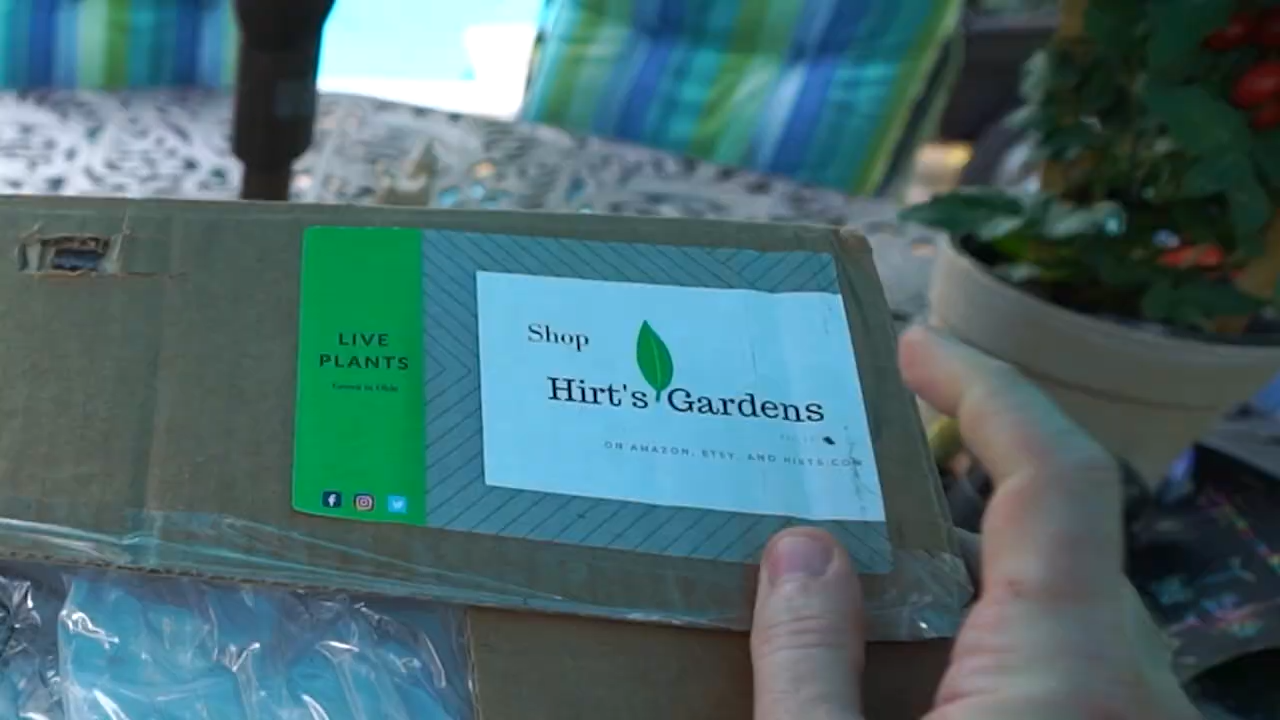 LIVE
PLANTS
Shop
Hirt's Gardens
ON AMAZON, ETSY, AND HIRTS.COM